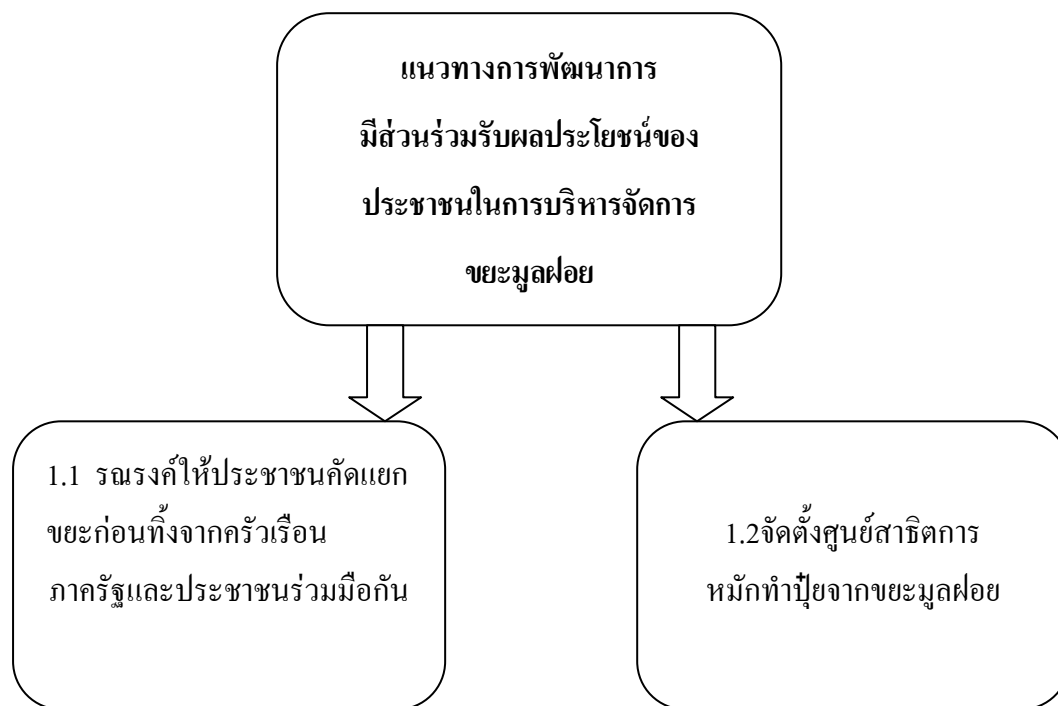 แนวทางการพัฒนาการ
มีส่วนร่วมรับผลประโยชน์ของ
ประชาชนในการบริหารจัดการ
ขยะมูลฝอย
1.1 รณรงค์ให้ประชาชนคัดแยก
ขยะก่อนทิ้งจากครัวเรือน
ภาครัฐและประชาชนร่วมมือกัน
1.2จัดตั้งศูนย์สาธิตการ
หมักทำปุ๋ยจากขยะมูลฝอย